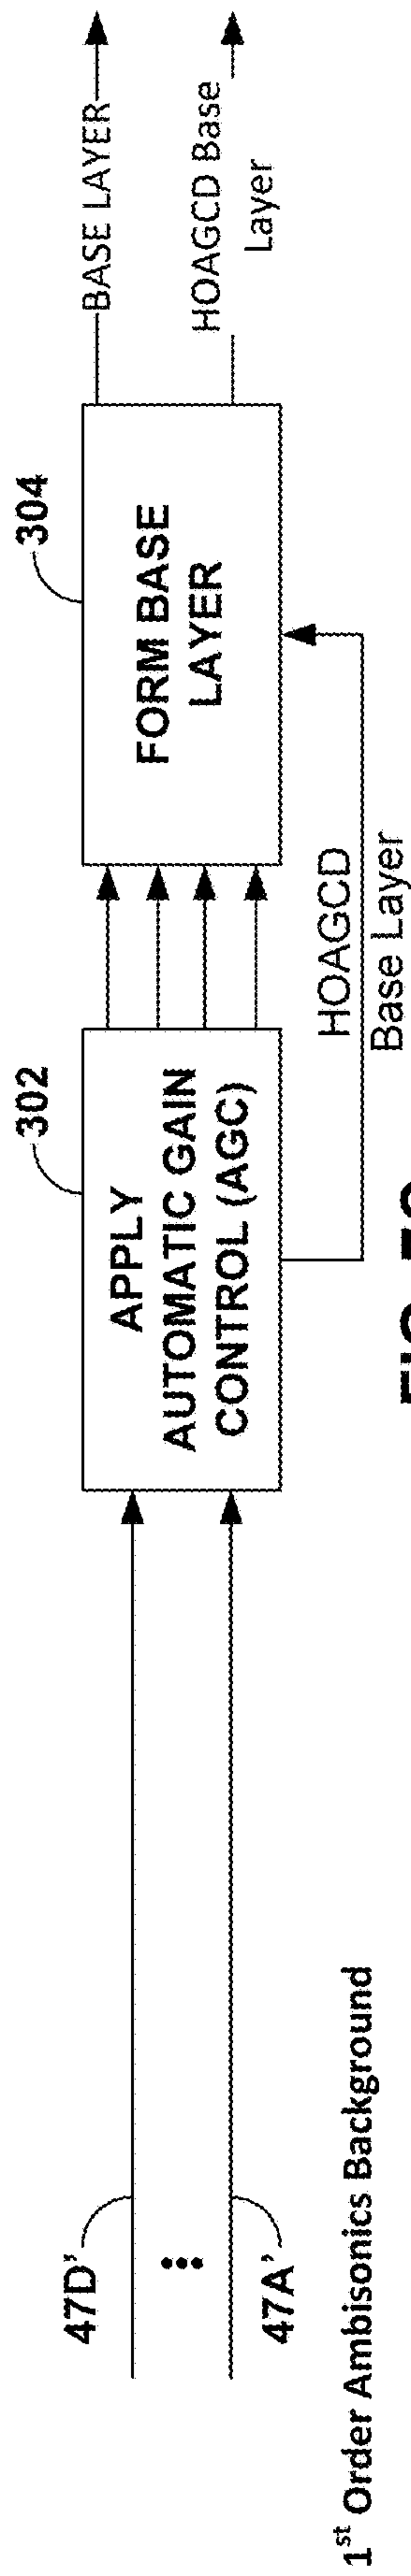 47D'
47A'
1st Order Ambisonics Background
302
APPLY
AUTOMATIC GAIN
CONTROL (AGC)
HOAGCD
Base Layer
304
FORM BASE
LAYER
BASE LAYER
HOAGCD Base
Layer